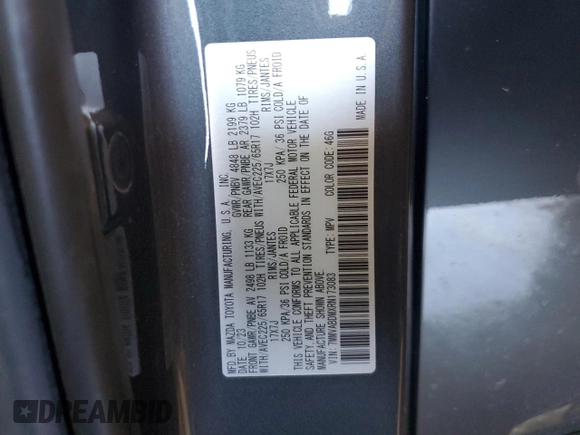 MFD.BY MAZDA TOYOTA MANUFACTURING, U.S.A. INC.
DATE 10/23 GVWR/PNBV 4848 LB 2199 KG
FRONT GAWR/PNBE AV 2498 LB 1133 KG REAR GAWR/PNBE AR 2379 LB 1079 KG
WITH/AVEC225/65R17 102H TIRES/PNEUS WITH/AVEC225/65R17 102H TIRES/PNEUS
17X7J RIMS/JANTES 17X7J RIMS/JANTES
250 KPA/36 PSI COLD/A FROID 250 KPA/36 PSI COLD/A FROID
THIS VEHICLE CONFORMS TO ALL APPLICABLE FEDERAL MOTOR VEHICLE
SAFETY AND THEFT PREVENTION STANDARDS IN EFFECT ON THE DATE OF
MANUFACTURE SHOWN ABOVE.
VIN:7MMVABDMXRN173083 TYPE: MPV COLOR CODE: 46G
MADE IN U.S.A.
DREAMBID